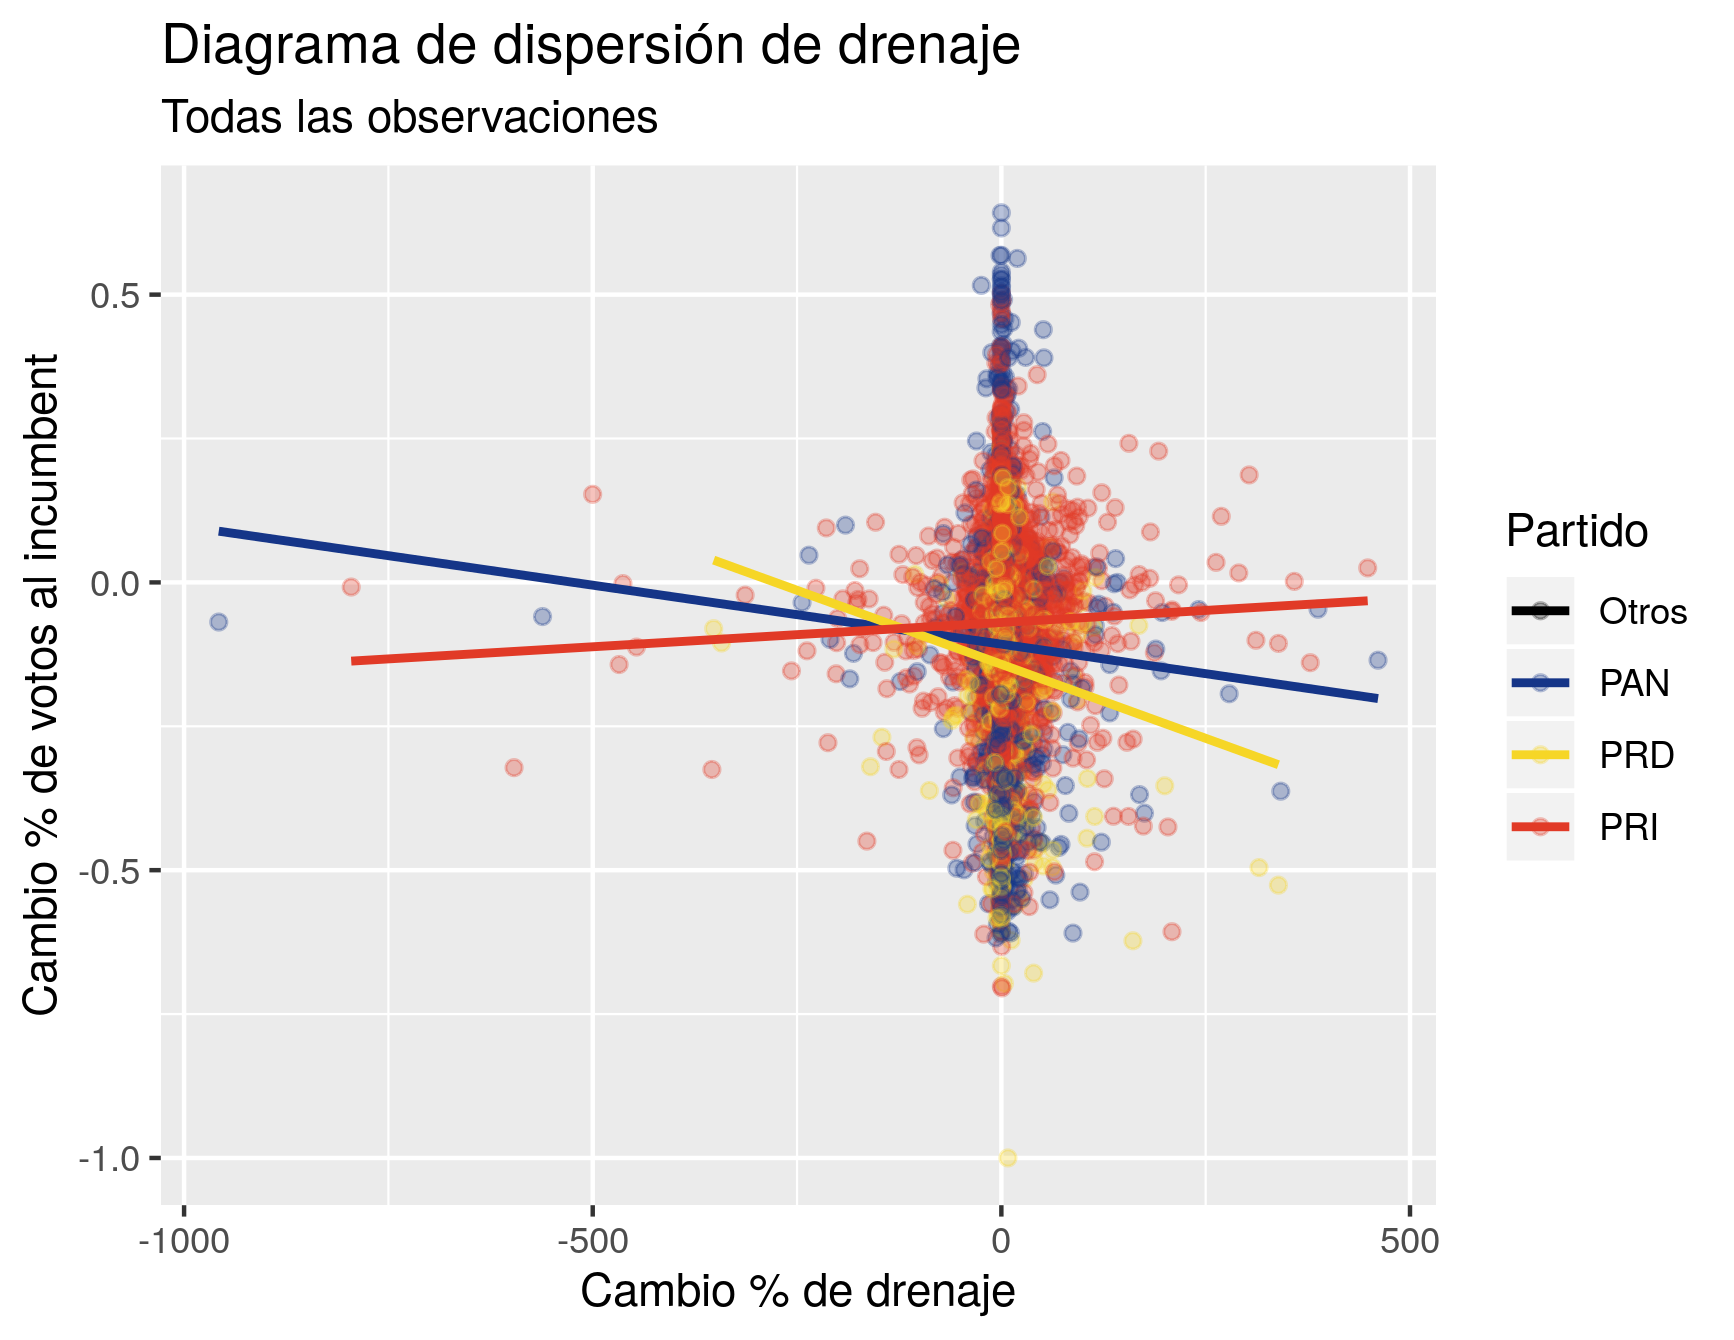 Diagrama de dispersión de drenaje
Todas las observaciones
Cambio % de votos al incumbent
0.5
0.0
-0.5
-1.0
-1000
-500
0
500
Cambio % de drenaje
Partido
Otros
PAN
PRD
PRI